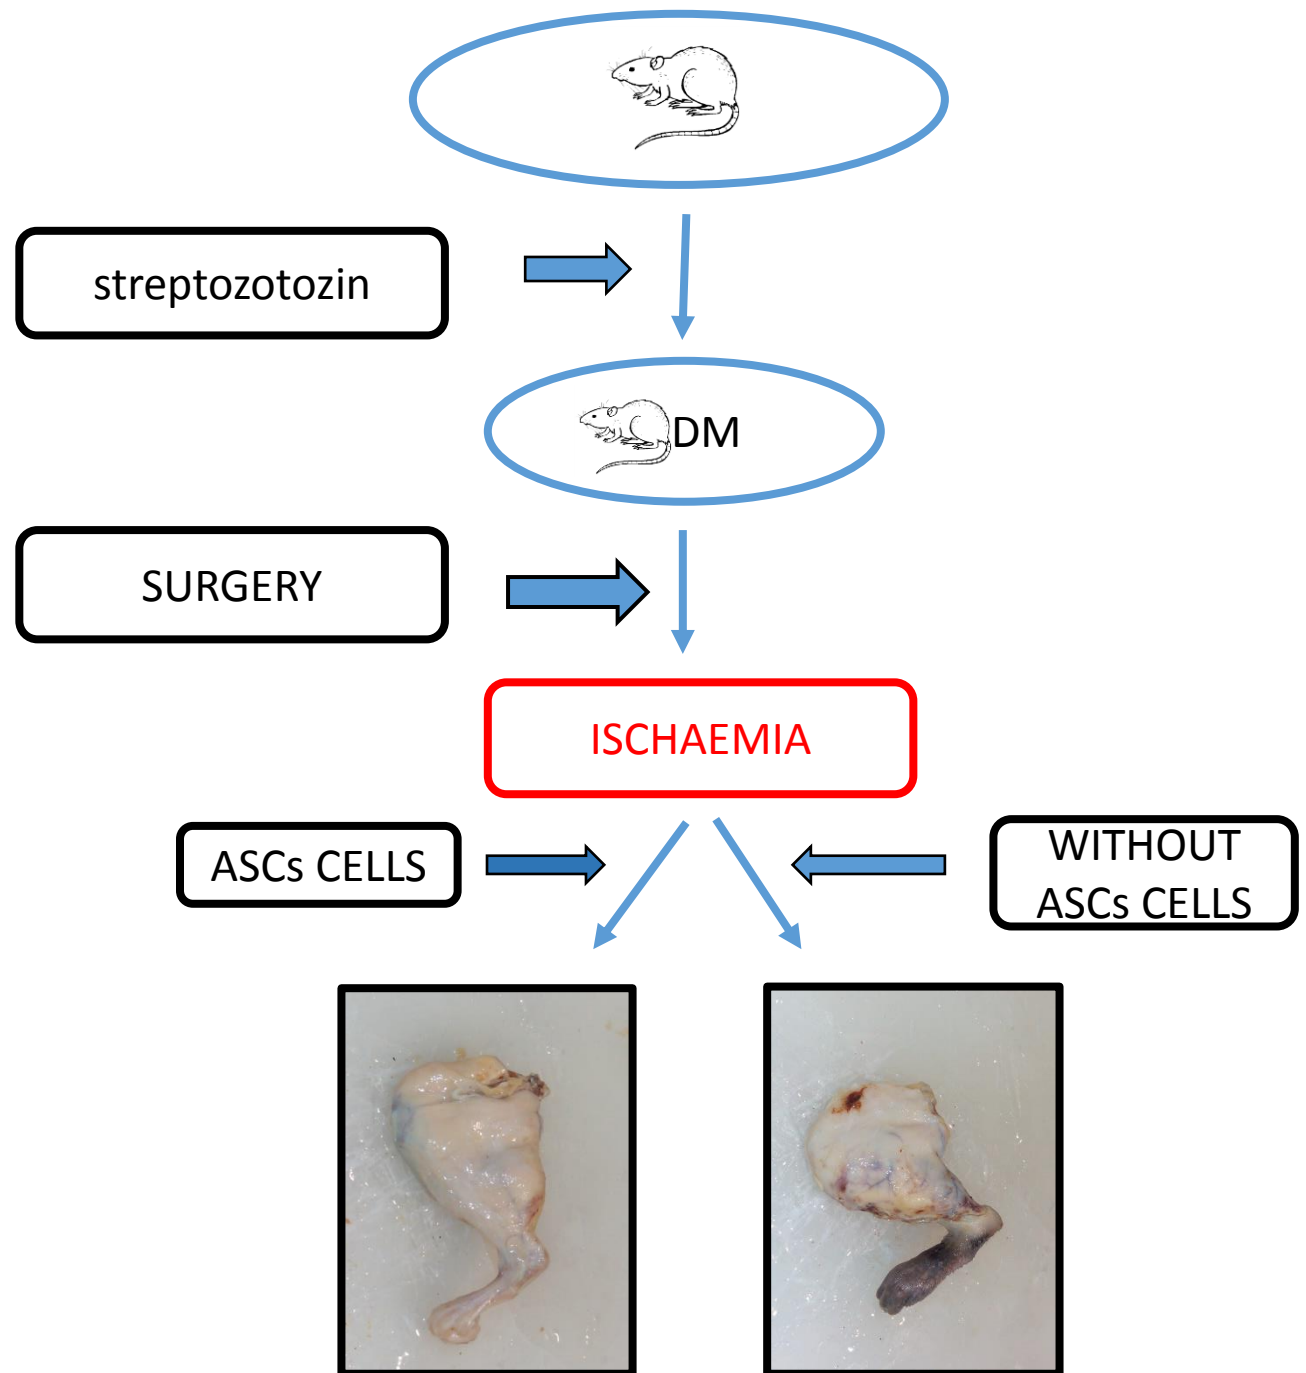 streptozotozin
DM
SURGERY
ISCHAEMIA
ASCs CELLS
WITHOUT
ASCs CELLS